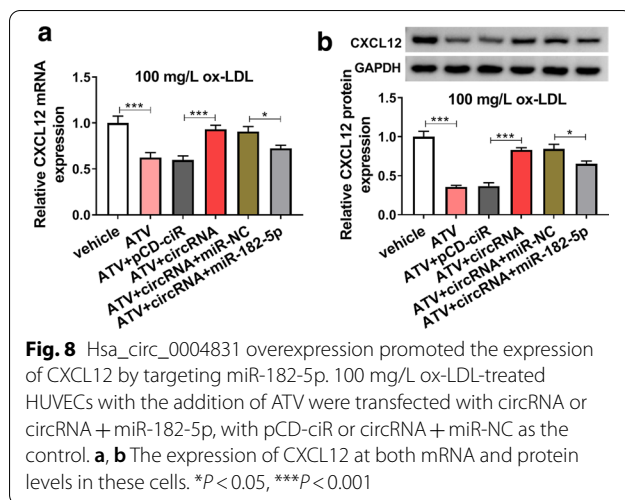 a
100 mg/L ox-LDL
Relative CXCL12 mRNA
expression
1.5
1.0
0.5
0.0
***
***
*
vehicle
ATV
ATV+pCD-ciR
ATV+circRNA
ATV+circRNA+miR-NC
ATV+circRNA+miR-182-5p
b
CXCL12
GAPDH
100 mg/L ox-LDL
Relative CXCL12 protein
expression
1.5
1.0
0.5
0.0
***
***
*
vehicle
ATV
ATV+pCD-ciR
ATV+circRNA
ATV+circRNA+miR-NC
ATV+circRNA+miR-182-5p
Fig. 8 Hsa_circ_0004831 overexpression promoted the expression
of CXCL12 by targeting miR-182-5p. 100 mg/L ox-LDL-treated
HUVECs with the addition of ATV were transfected with circRNA or
circRNA + miR-182-5p, with pCD-ciR or circRNA + miR-NC as the
control. a, b The expression of CXCL12 at both mRNA and protein
levels in these cells. *P < 0.05, ***P < 0.001